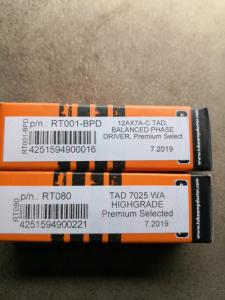 p/n.: RT001-BPD
RT001-BPD
4251594900016
12AX7A-C TAD,
BALANCED PHASE
DRIVER, Premium Select
7.2019
p/n.: RT080
RT080
4251594900221
TAD 7025 WA
HIGHGRADE
Premium Selected
7.2019